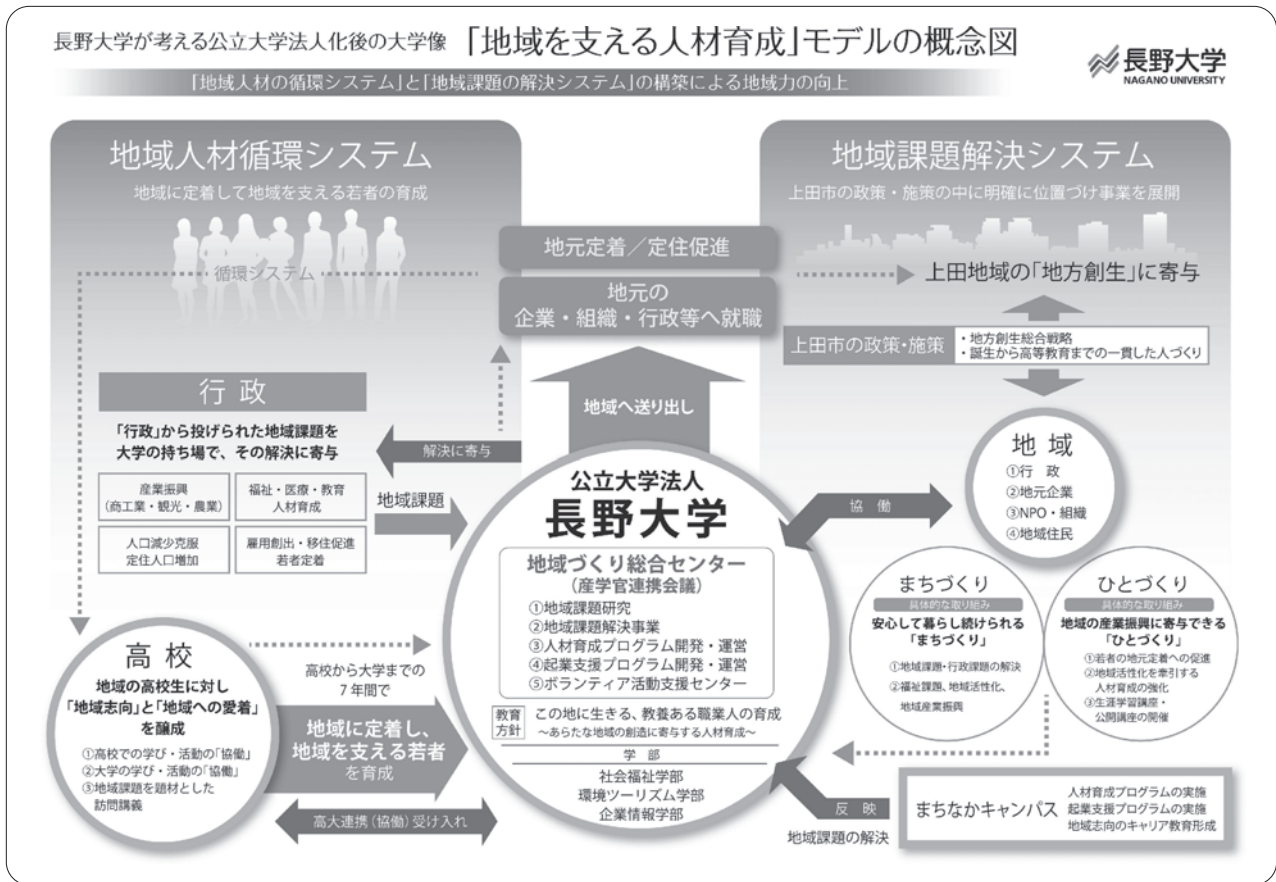 長野大学が考える公立大学法人化後の大学像 「地域を支える人材育成」モデルの概念図
「地域人材の循環システム」と「地域課題の解決システム」の構築による地域力の向上
長野大学
NAGANO UNIVERSITY
地域人材循環システム
地域に定着して地域を支える若者の育成
循環システム
地域課題解決システム
上田市の政策・施策の中に明確に位置づけ事業を展開
地元定着／定住促進
地元の
企業・組織・行政等へ就職
上田地域の「地方創生」に寄与
上田市の政策・施策
・地方創生総合戦略
・誕生から高等教育までの一貫した人づくり
地域へ送り出し
行 政
「行政」から投げられた地域課題を
大学の持ち場で、その解決に寄与
産業振興
（商工業・観光・農業）
福祉・医療・教育
人材育成
人口減少克服
定住人口増加
雇用創出・移住促進
若者定着
解決に寄与
地域課題
公立大学法人
長野大学
地域づくり総合センター
（産学官連携会議）
①地域課題研究
②地域課題解決事業
③人材育成プログラム開発・運営
④起業支援プログラム開発・運営
⑤ボランティア活動支援センター
教育
方針
この地に生きる、教養ある職業人の育成
～あらたな地域の創造に寄与する人材育成～
学 部
社会福祉学部
環境ツーリズム学部
企業情報学部
協 働
地 域
①行 政
②地元企業
③NPO・組織
④地域住民
まちづくり
具体的な取り組み
安心して暮らし続けられる
「まちづくり」
①地域課題・行政課題の解決
②福祉課題、地域活性化、
地域産業振興
ひとづくり
具体的な取り組み
地域の産業振興に寄与できる
「ひとづくり」
①若者の地元定着への促進
②地域活性化を牽引する
人材育成の強化
③生涯学習講座・
公開講座の開催
高 校
地域の高校生に対し
「地域志向」と「地域への愛着」
を醸成
①高校での学び・活動の「協働」
②大学の学び・活動の「協働」
③地域課題を題材とした
訪問講義
高校から大学までの
7年間で
地域に定着し、
地域を支える若者
を育成
高大連携（協働）受け入れ
反 映
地域課題の解決
まちなかキャンパス
人材育成プログラムの実施
起業支援プログラムの実施
地域志向のキャリア教育形成